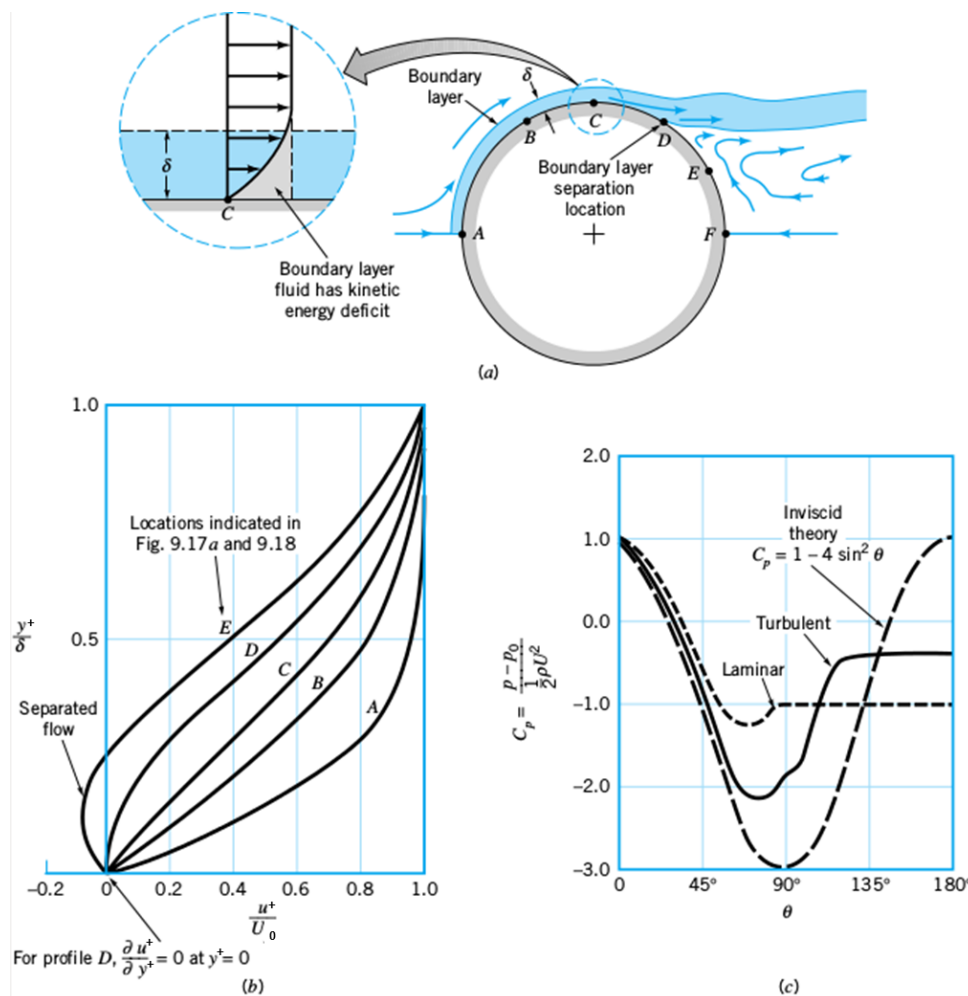 Boundary
layer
δ
B
C
D
Boundary layer
separation
location
E
A
F
δ
C
Boundary layer
fluid has kinetic
energy deficit
(a)
1.0
Locations indicated in
Fig. 9.17a and 9.18
E
D
C
B
A
y⁺/δ
0.5
Separated
flow
−0.2 0 0.2 0.4 0.6 0.8 1.0
u⁺/U₀
For profile D, ∂u⁺/∂y⁺ = 0 at y⁺= 0
(b)
2.0
1.0
0.0
−1.0
−2.0
−3.0
Inviscid
theory
Cₚ = 1 − 4 sin² θ
Turbulent
Laminar
Cₚ = (p − p₀)/(½ρU²)
0 45° 90° 135° 180°
θ
(c)